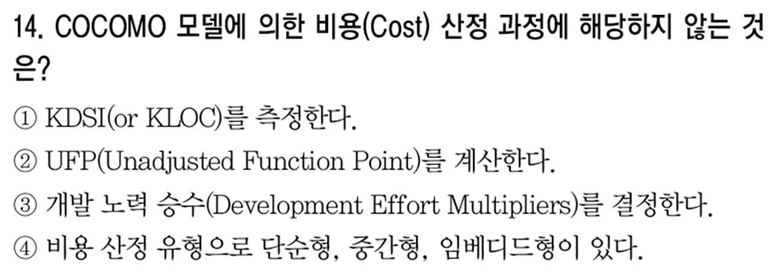 14. COCOMO 모델에 의한 비용(Cost) 산정 과정에 해당하지 않는 것
은?
① KDSI(or KLOC)를 측정한다.
② UFP(Unadjusted Function Point)를 계산한다.
③ 개발 노력 승수(Development Effort Multipliers)를 결정한다.
④ 비용 산정 유형으로 단순형, 중간형, 임베디드형이 있다.